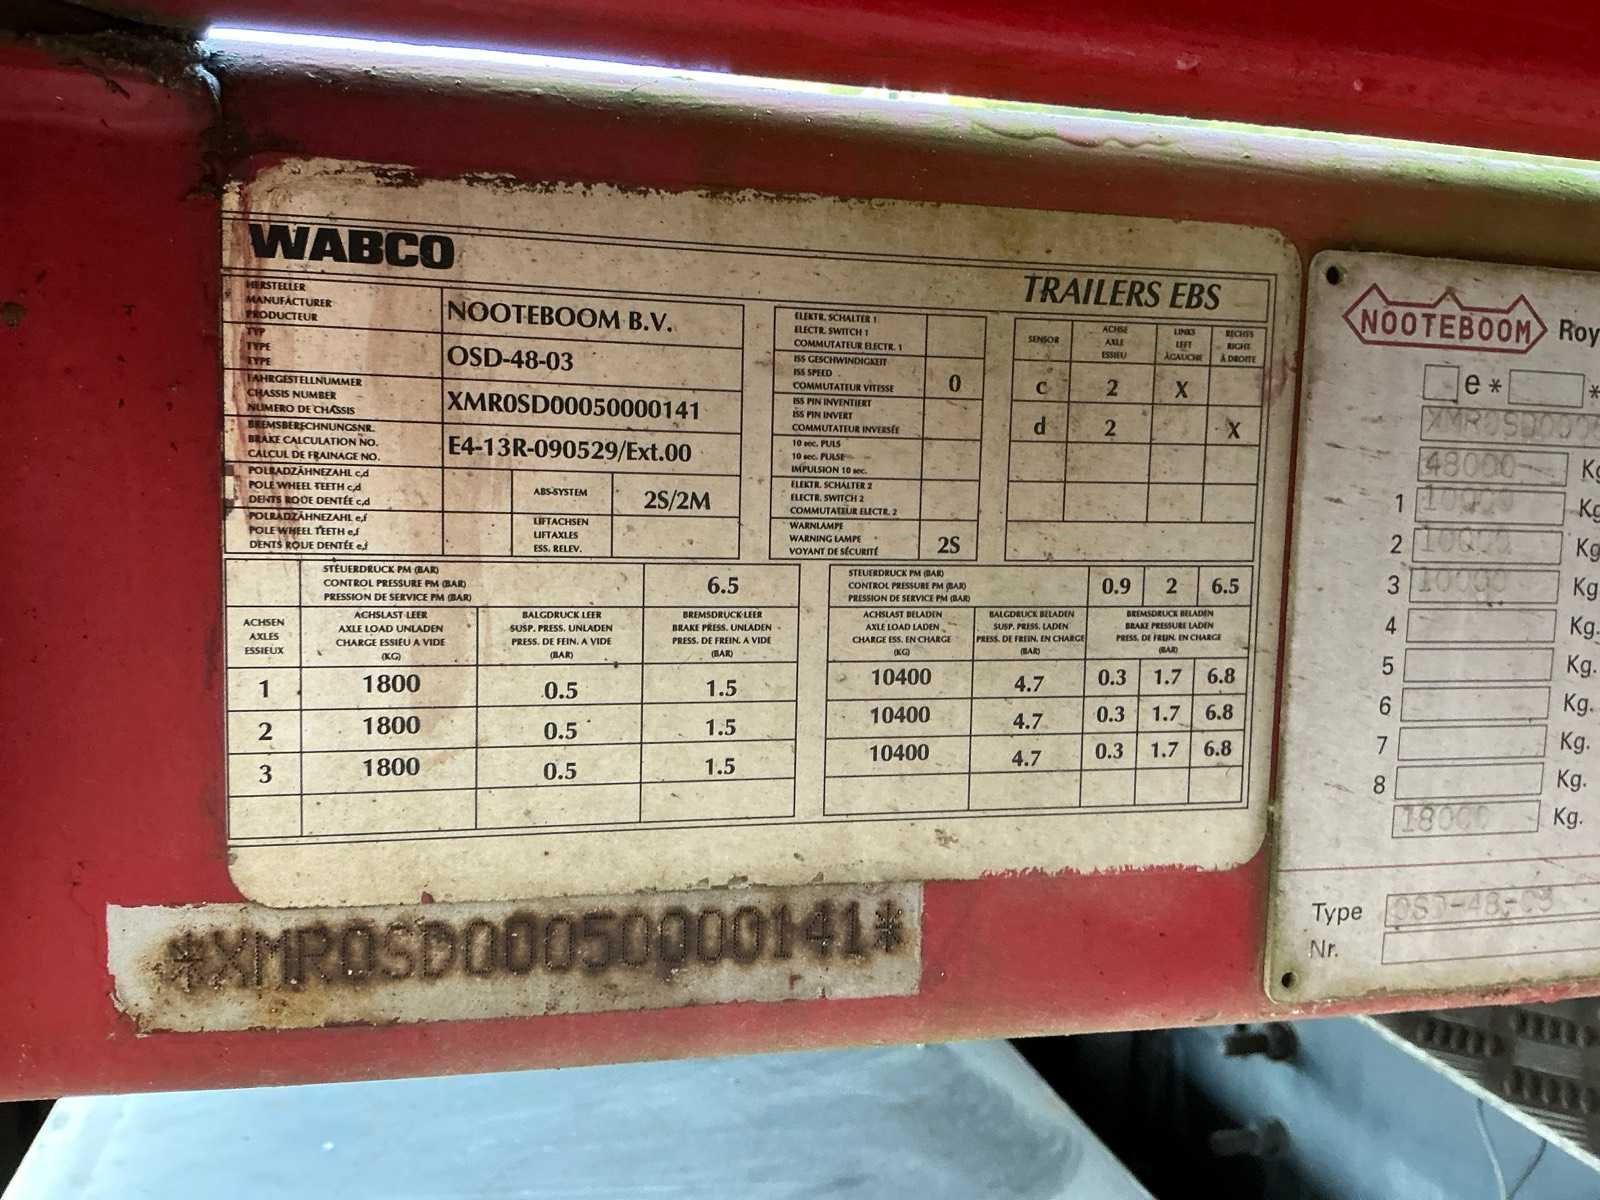 WABCO
TRAILERS EBS
HERSTELLER
MANUFACTURER
PRODUCTEUR
NOOTEBOOM B.V.
TYP
TYPE
TYPE
OSD-48-03
FAHRGESTELLNUMMER
CHASSIS NUMBER
NUMERO DE CHASSIS
XMR0SD00050000141
BREMSBERECHNUNGSNR.
BRAKE CALCULATION NO.
CALCUL DE FRAINAGE NO.
E4-13R-090529/Ext.00
POLRADZÄHNEZAHL c,d
POLE WHEEL TEETH c,d
DENTS ROUE DENTÉE c,d
ABS-SYSTEM
2S/2M
POLRADZÄHNEZAHL e,f
POLE WHEEL TEETH e,f
DENTS ROUE DENTÉE e,f
LIFTACHSEN
LIFTAXLES
ESS. RELEV.
ELEKTR. SCHALTER 1
ELECTR. SWITCH 1
COMMUTATEUR ELECTR. 1
ISS GESCHWINDIGKEIT
ISS SPEED
COMMUTATEUR VITESSE
0
ISS PIN INVENTIERT
ISS PIN INVERT
COMMUTATEUR INVERSÉE
10 sec. PULS
10 sec. PULSE
IMPULSION 10 sec.
ELEKTR. SCHALTER 2
ELECTR. SWITCH 2
COMMUTATEUR ELECTR. 2
WARNLAMPE
WARNING LAMPE
VOYANT DE SÉCURITÉ
2S
SENSOR
ACHSE
AXLE
ESSIEU
LINKS
LEFT
ÀGAUCHE
RECHTS
RIGHT
À DROITE
c 2 X
d 2 X
STEUERDRUCK PM (BAR)
CONTROL PRESSURE PM (BAR)
PRESSION DE SERVICE PM (BAR)
6.5
ACHSEN
AXLES
ESSIEUX
ACHSLAST LEER
AXLE LOAD UNLADEN
CHARGE ESSIEU A VIDE
(KG)
BALGDRUCK LEER
SUSP. PRESS. UNLADEN
PRESS. DE FEIN. A VIDE
(BAR)
BREMSDRUCK LEER
BRAKE PRESS. UNLADEN
PRESS. DE FREIN. A VIDE
(BAR)
1 1800 0.5 1.5
2 1800 0.5 1.5
3 1800 0.5 1.5
STEUERDRUCK PM (BAR)
CONTROL PRESSURE PM (BAR)
PRESSION DE SERVICE PM (BAR)
0.9 2 6.5
ACHSLAST BELADEN
AXLE LOAD LADEN
CHARGE ESS. EN CHARGE
(KG)
BALGDRUCK BELADEN
SUSP. PRESS. LADEN
PRESS. DE FREIN. EN CHARGE
(BAR)
BREMSDRUCK BELADEN
BRAKE PRESSURE LADEN
PRESS. DE FREIN. EN CHARGE
(BAR)
10400 4.7 0.3 1.7 6.8
10400 4.7 0.3 1.7 6.8
10400 4.7 0.3 1.7 6.8
*XMR0SD00050000141*
NOOTEBOOM Roy
e* *
XMR0SD000
48000 Kg
1 10000 Kg
2 10000 Kg
3 10000 Kg
4 Kg.
5 Kg.
6 Kg.
7 Kg.
8 Kg.
18000 Kg.
Type OSD-48-03
Nr.